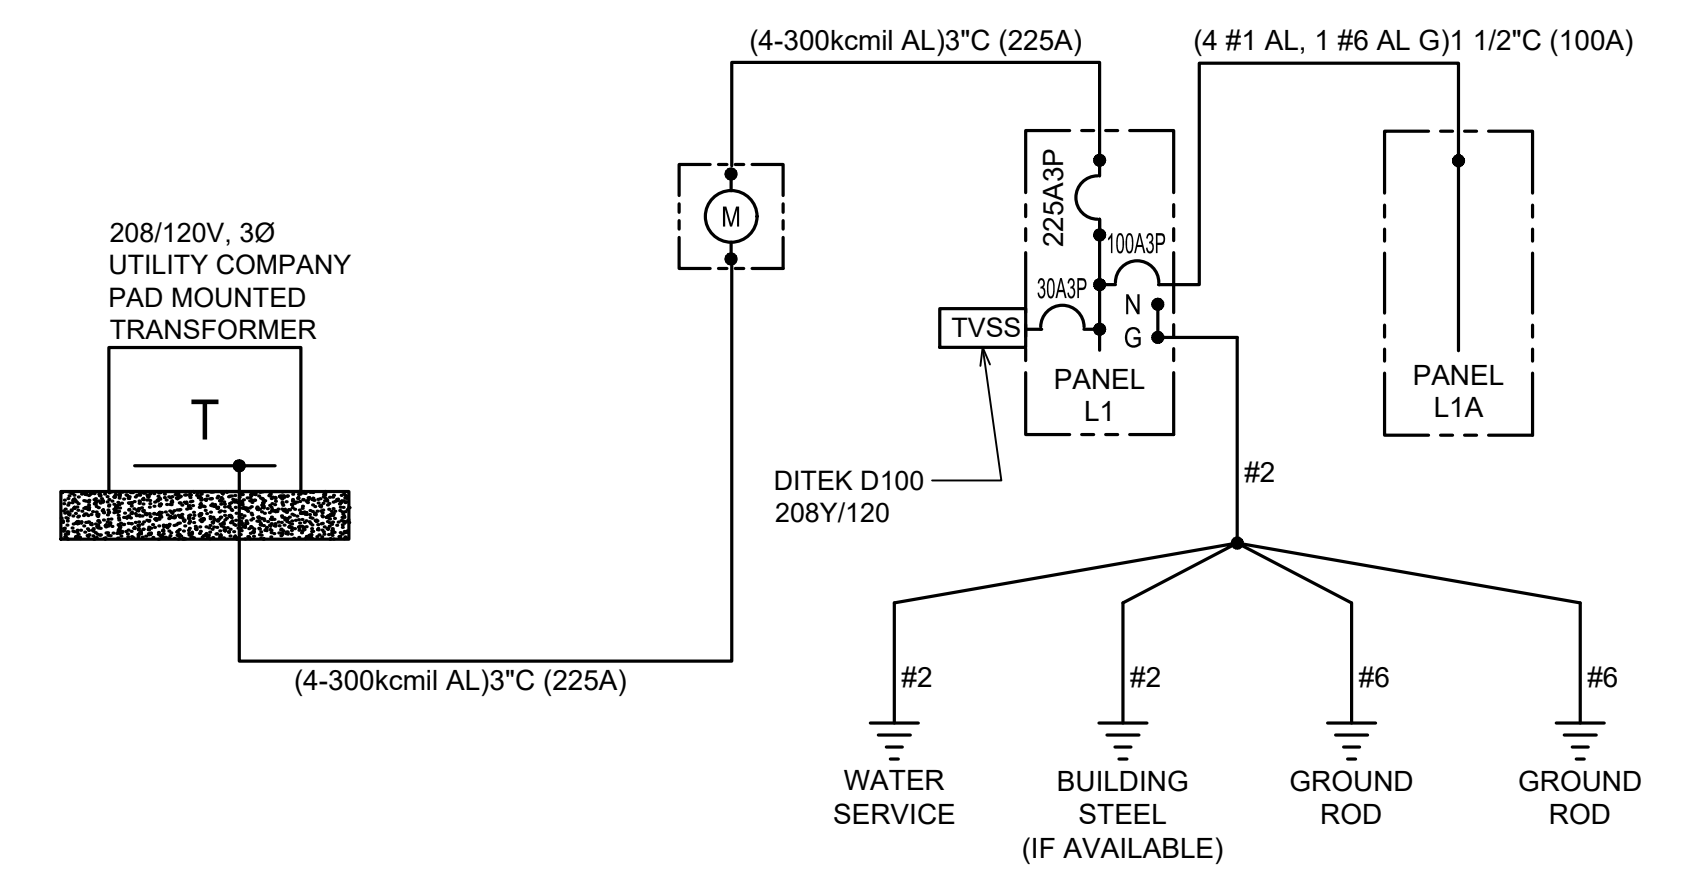 (4-300kcmil AL)3"C (225A)
(4 #1 AL, 1 #6 AL G)1 1/2"C (100A)
208/120V, 3Ø
UTILITY COMPANY
PAD MOUNTED
TRANSFORMER
T
M
225A3P
100A3P
30A3P
N
G
TVSS
PANEL
L1
PANEL
L1A
DITEK D100
208Y/120
#2
(4-300kcmil AL)3"C (225A)
#2
#2
#6
#6
WATER
SERVICE
BUILDING
STEEL
(IF AVAILABLE)
GROUND
ROD
GROUND
ROD